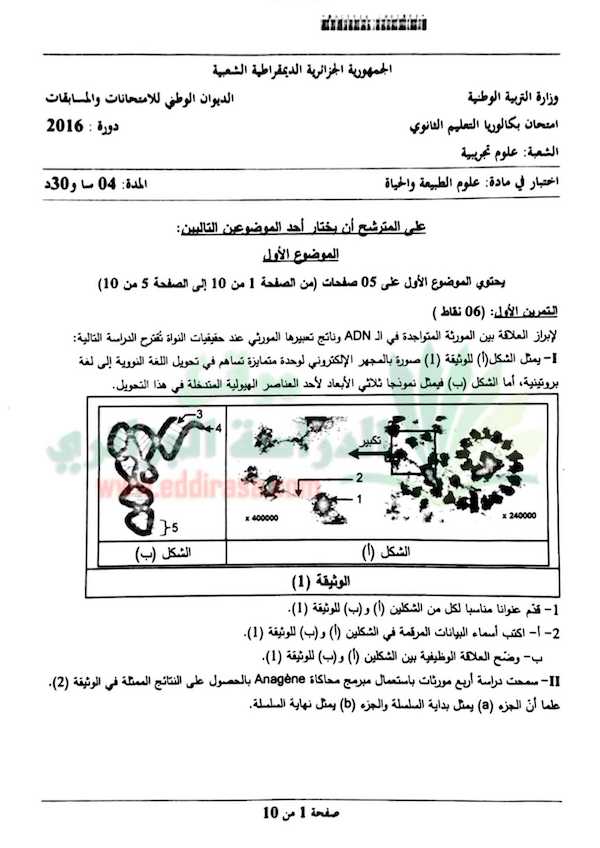 الجمهورية الجزائرية الديمقراطية الشعبية
وزارة التربية الوطنية
الديوان الوطني للامتحانات والمسابقات
امتحان بكالوريا التعليم الثانوي
دورة : 2016
الشعبة: علوم تجريبية
اختبار في مادة: علوم الطبيعة والحياة
المدة: 04 سا و30د
على المترشح أن يختار أحد الموضوعين التاليين:
الموضوع الأول
يحتوي الموضوع الأول على 05 صفحات (من الصفحة 1 من 10 إلى الصفحة 5 من 10)
التمرين الأول: (06 نقاط )
لإبراز العلاقة بين المورثة المتواجدة في الـ ADN وناتج تعبيرها المورثي عند حقيقيات النواة تُقترح الدراسة التالية:
I- يمثل الشكل(أ) للوثيقة (1) صورة بالمجهر الإلكتروني لوحدة متمايزة تساهم في تحويل اللغة النووية إلى لغة
بروتينية، أما الشكل (ب) فيمثل نموذجا ثلاثي الأبعاد لأحد العناصر الهيولية المتدخلة في هذا التحويل.
3
4
5
تكبير
2
1
x 400000
x 240000
الشكل (أ)
الشكل (ب)
الوثيقة (1)
www.eddirasa.com
1- قدّم عنوانا مناسبا لكل من الشكلين (أ) و(ب) للوثيقة (1).
2- أ- اكتب أسماء البيانات المرقمة في الشكلين (أ) و(ب) للوثيقة (1).
ب- وضّح العلاقة الوظيفية بين الشكلين (أ) و(ب) للوثيقة (1).
II- سمحت دراسة أربع مورثات باستعمال مبرمج محاكاة Anagène بالحصول على النتائج الممثلة في الوثيقة (2).
علما أنّ الجزء (a) يمثل بداية السلسلة والجزء (b) يمثل نهاية السلسلة.
صفحة 1 من 10